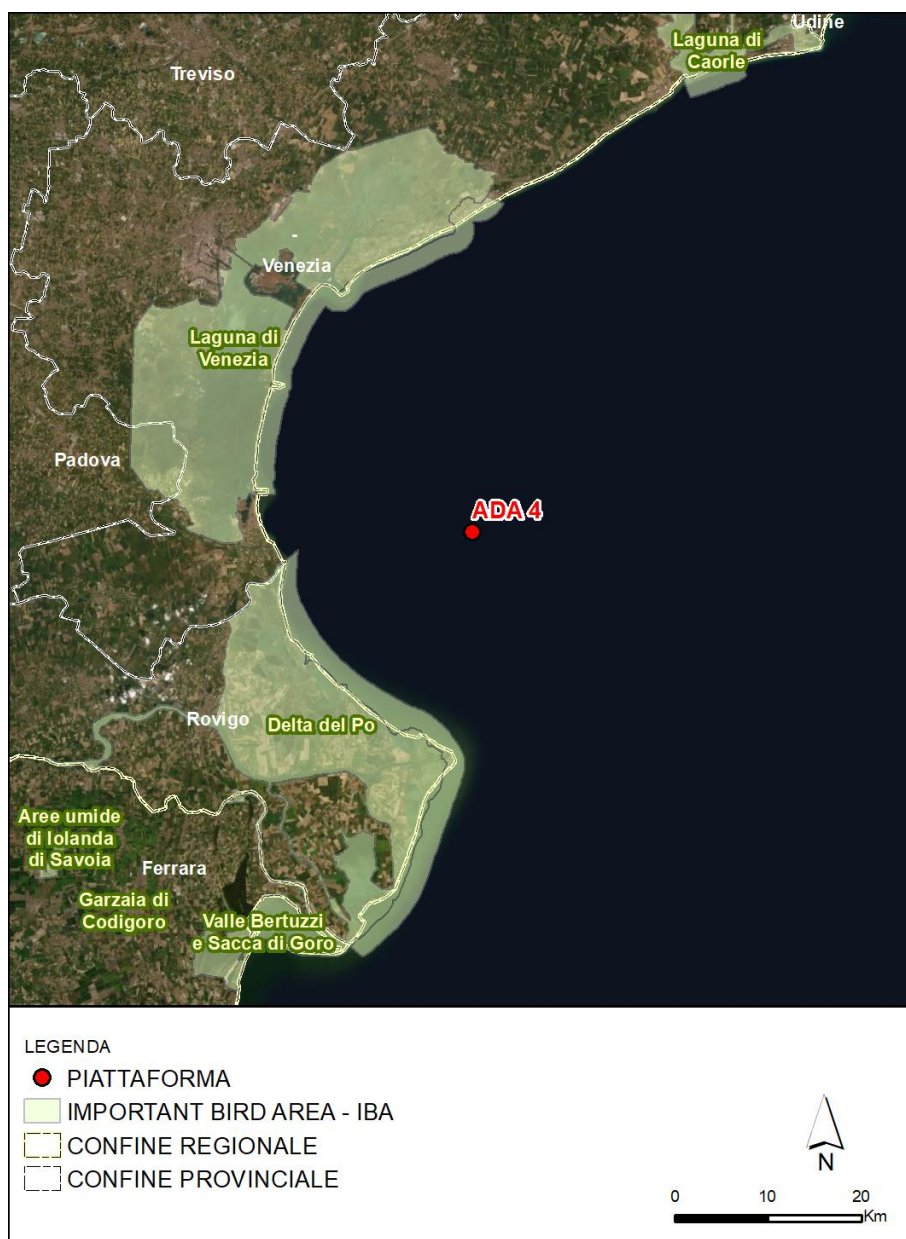 Udine
Laguna di
Caorle
Treviso
Venezia
Laguna di
Venezia
Padova
ADA 4
Rovigo
Delta del Po
Aree umide
di Iolanda
di Savoia
Ferrara
Garzaia di
Codigoro
Valle Bertuzzi
e Sacca di Goro
LEGENDA
PIATTAFORMA
IMPORTANT BIRD AREA - IBA
CONFINE REGIONALE
CONFINE PROVINCIALE
N
0 10 20
Km